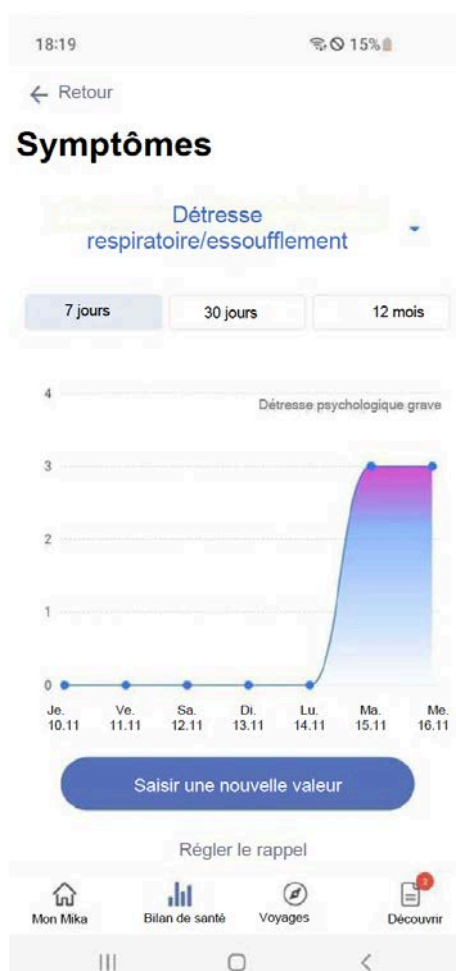 18:19 15%
← Retour
Symptômes
Détresse
respiratoire/essoufflement
7 jours 30 jours 12 mois
4
Détresse psychologique grave
3
2
1
0
Je. Ve. Sa. Di. Lu. Ma. Me.
10.11 11.11 12.11 13.11 14.11 15.11 16.11
Saisir une nouvelle valeur
Régler le rappel
Mon Mika Bilan de santé Voyages Découvrir